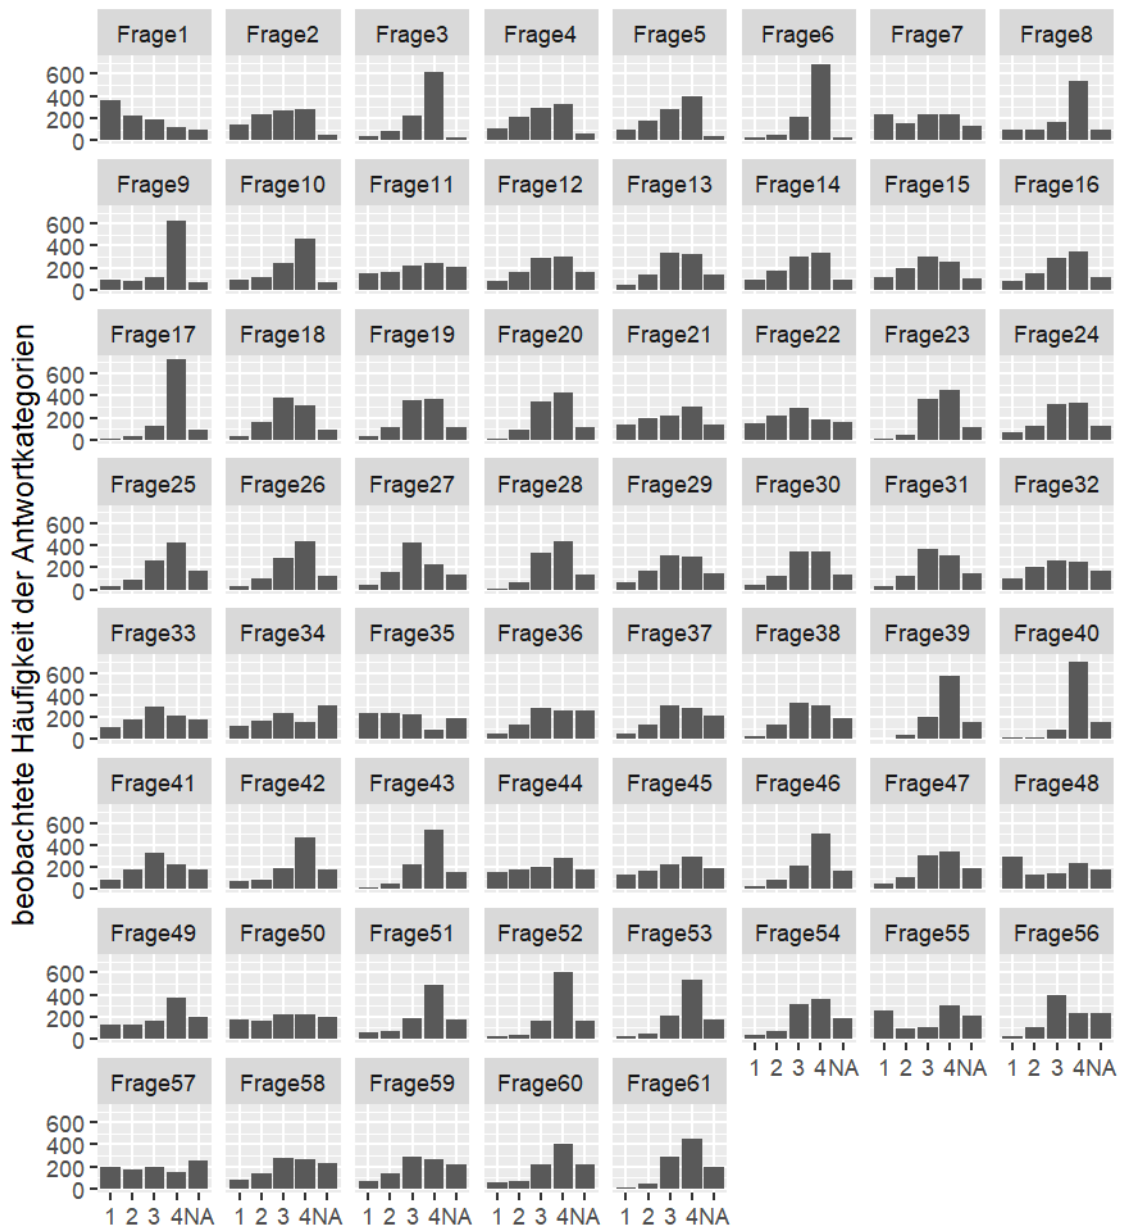 Frage1 Frage2 Frage3 Frage4 Frage5 Frage6 Frage7 Frage8
600
400
200
0
Frage9 Frage10 Frage11 Frage12 Frage13 Frage14 Frage15 Frage16
600
400
200
0
Frage17 Frage18 Frage19 Frage20 Frage21 Frage22 Frage23 Frage24
600
400
200
0
Frage25 Frage26 Frage27 Frage28 Frage29 Frage30 Frage31 Frage32
600
400
200
0
Frage33 Frage34 Frage35 Frage36 Frage37 Frage38 Frage39 Frage40
600
400
200
0
Frage41 Frage42 Frage43 Frage44 Frage45 Frage46 Frage47 Frage48
600
400
200
0
Frage49 Frage50 Frage51 Frage52 Frage53 Frage54 Frage55 Frage56
600
400
200
0
1 2 3 4NA 1 2 3 4NA 1 2 3 4NA
Frage57 Frage58 Frage59 Frage60 Frage61
600
400
200
0
1 2 3 4NA 1 2 3 4NA 1 2 3 4NA 1 2 3 4NA 1 2 3 4NA
beobachtete Häufigkeit der Antwortkategorien